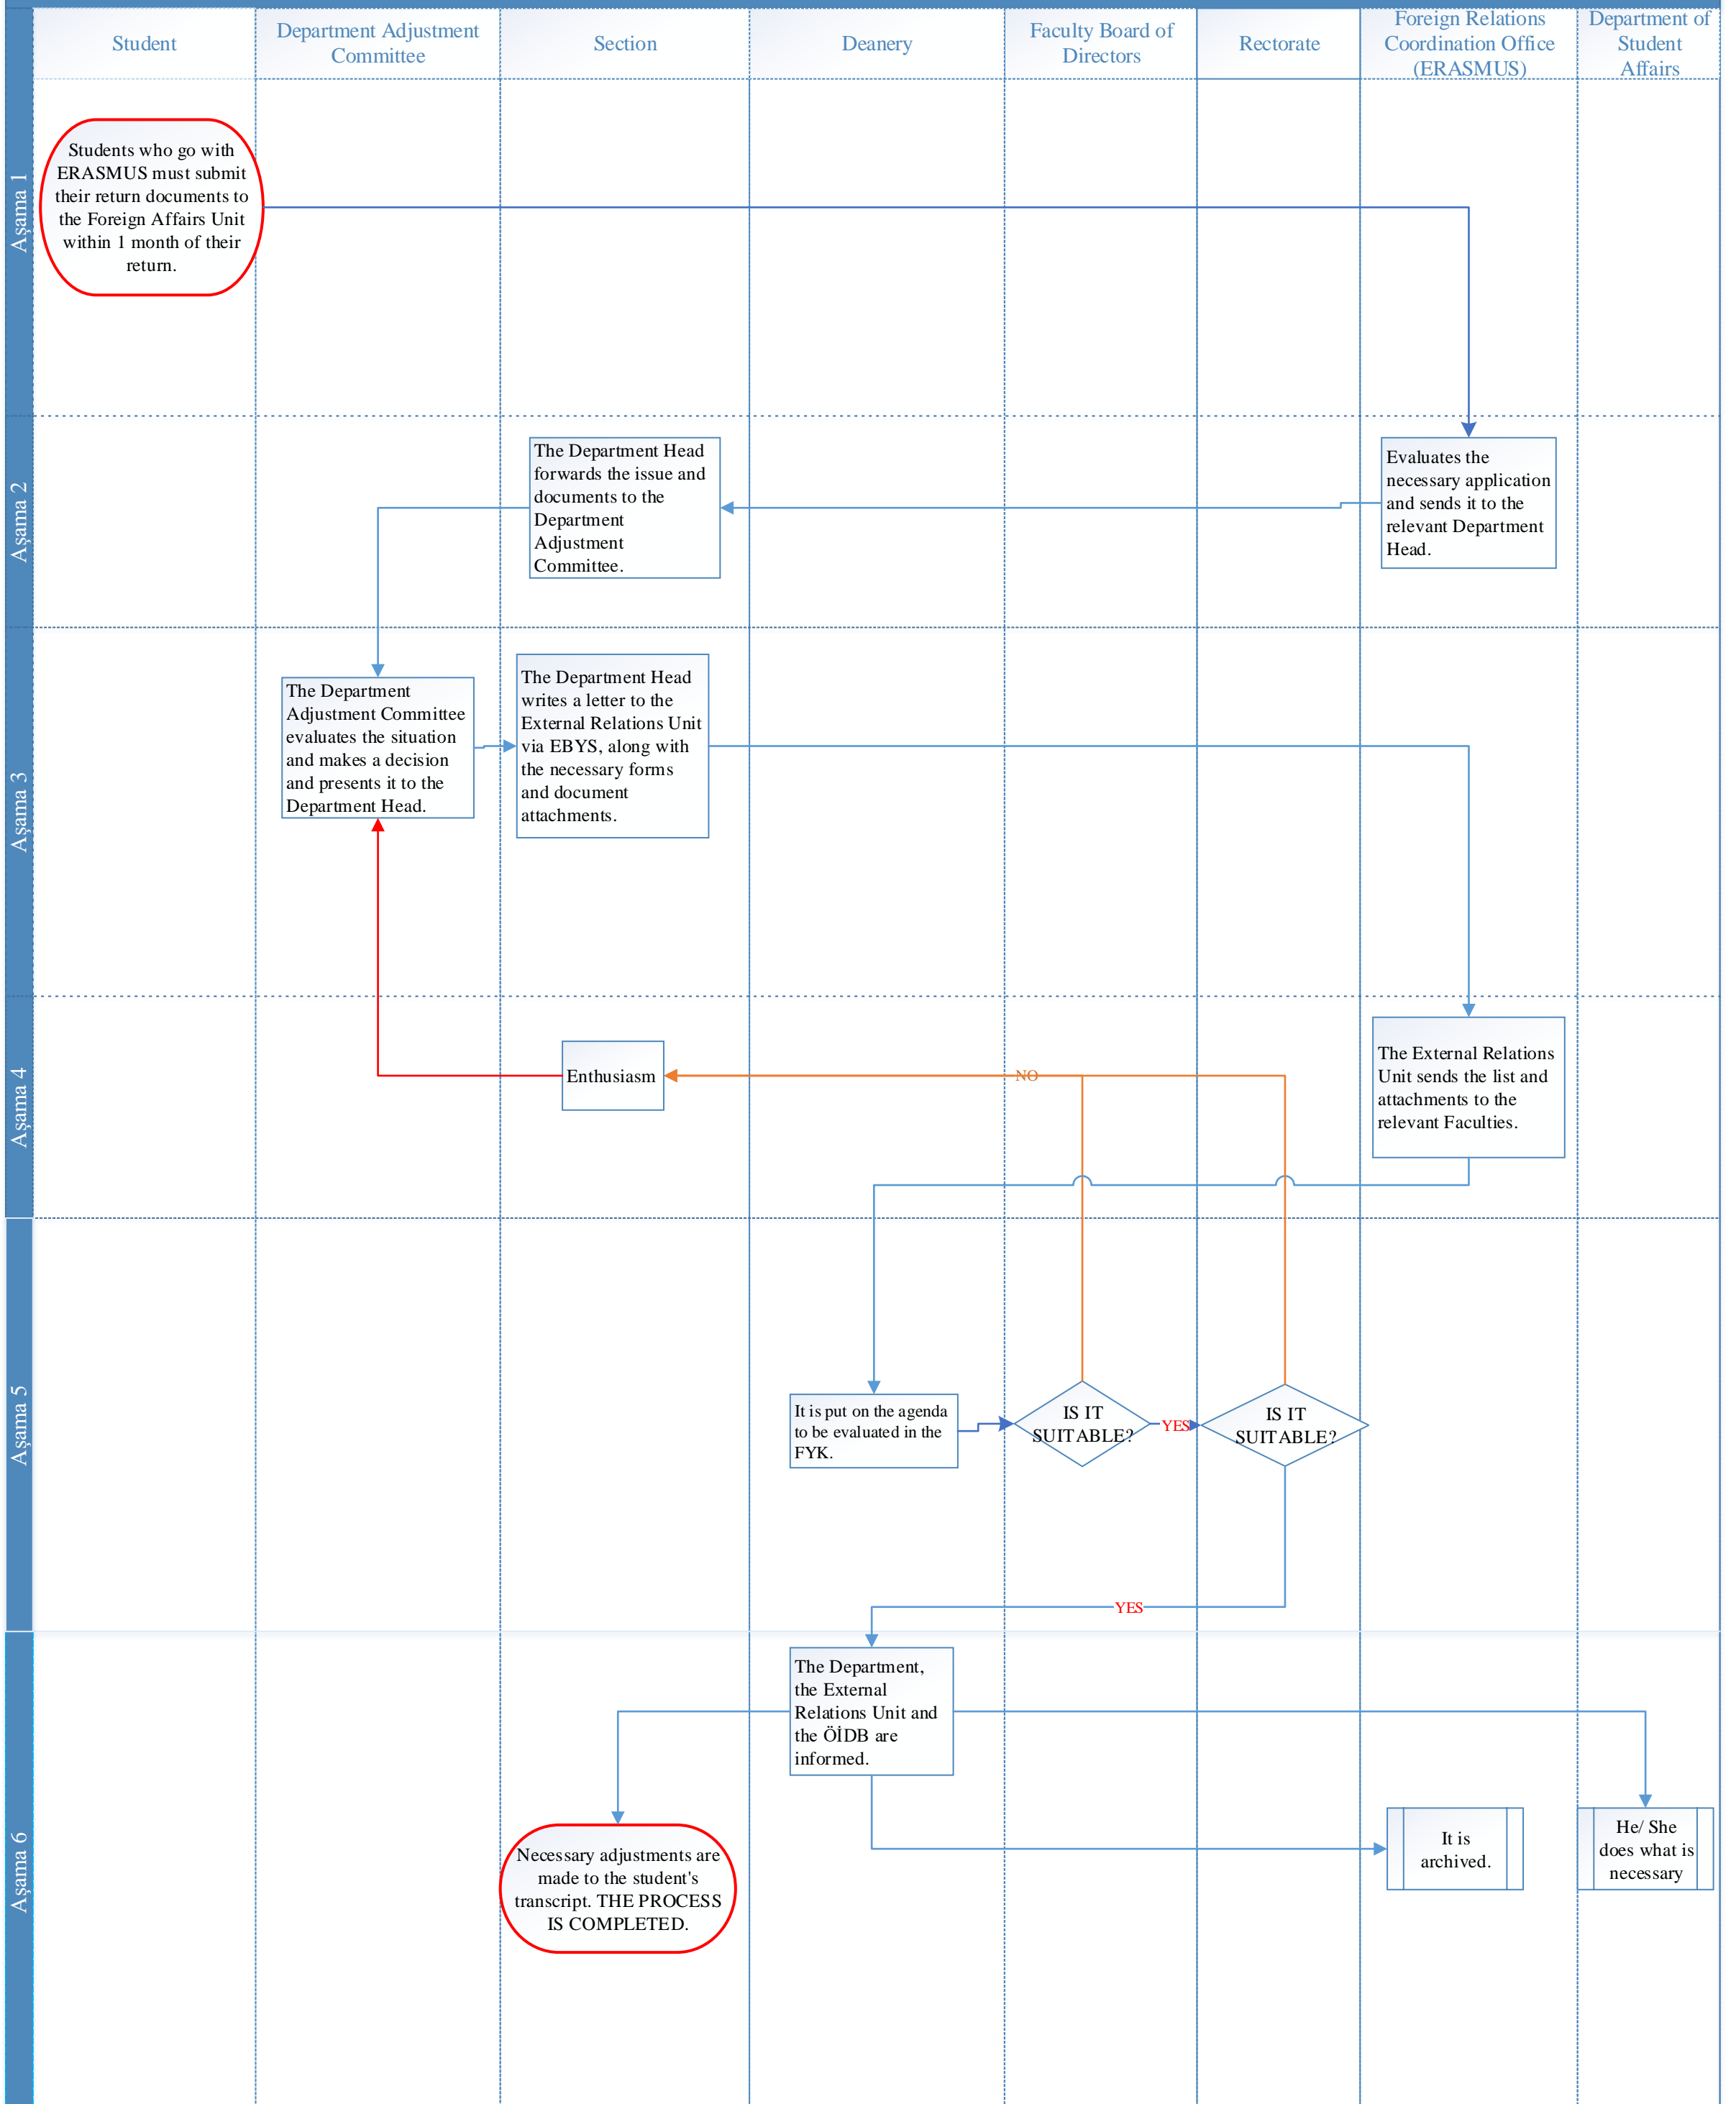 Student
Department Adjustment
Committee
Section
Deanery
Faculty Board of
Directors
Rectorate
Foreign Relations
Coordination Office
(ERASMUS)
Department of
Student
Affairs
Aşama 1
Students who go with
ERASMUS must submit
their return documents to
the Foreign Affairs Unit
within 1 month of their
return.
Aşama 2
The Department Head
forwards the issue and
documents to the
Department
Adjustment
Committee.
Evaluates the
necessary application
and sends it to the
relevant Department
Head.
Aşama 3
The Department
Adjustment Committee
evaluates the situation
and makes a decision
and presents it to the
Department Head.
The Department Head
writes a letter to the
External Relations Unit
via EBYS, along with
the necessary forms
and document
attachments.
Aşama 4
Enthusiasm
NO
The External Relations
Unit sends the list and
attachments to the
relevant Faculties.
Aşama 5
It is put on the agenda
to be evaluated in the
FYK.
IS IT
SUITABLE?
YES
IS IT
SUITABLE?
YES
Aşama 6
The Department,
the External
Relations Unit and
the ÖİDB are
informed.
Necessary adjustments are
made to the student's
transcript. THE PROCESS
IS COMPLETED.
It is
archived.
He/ She
does what is
necessary